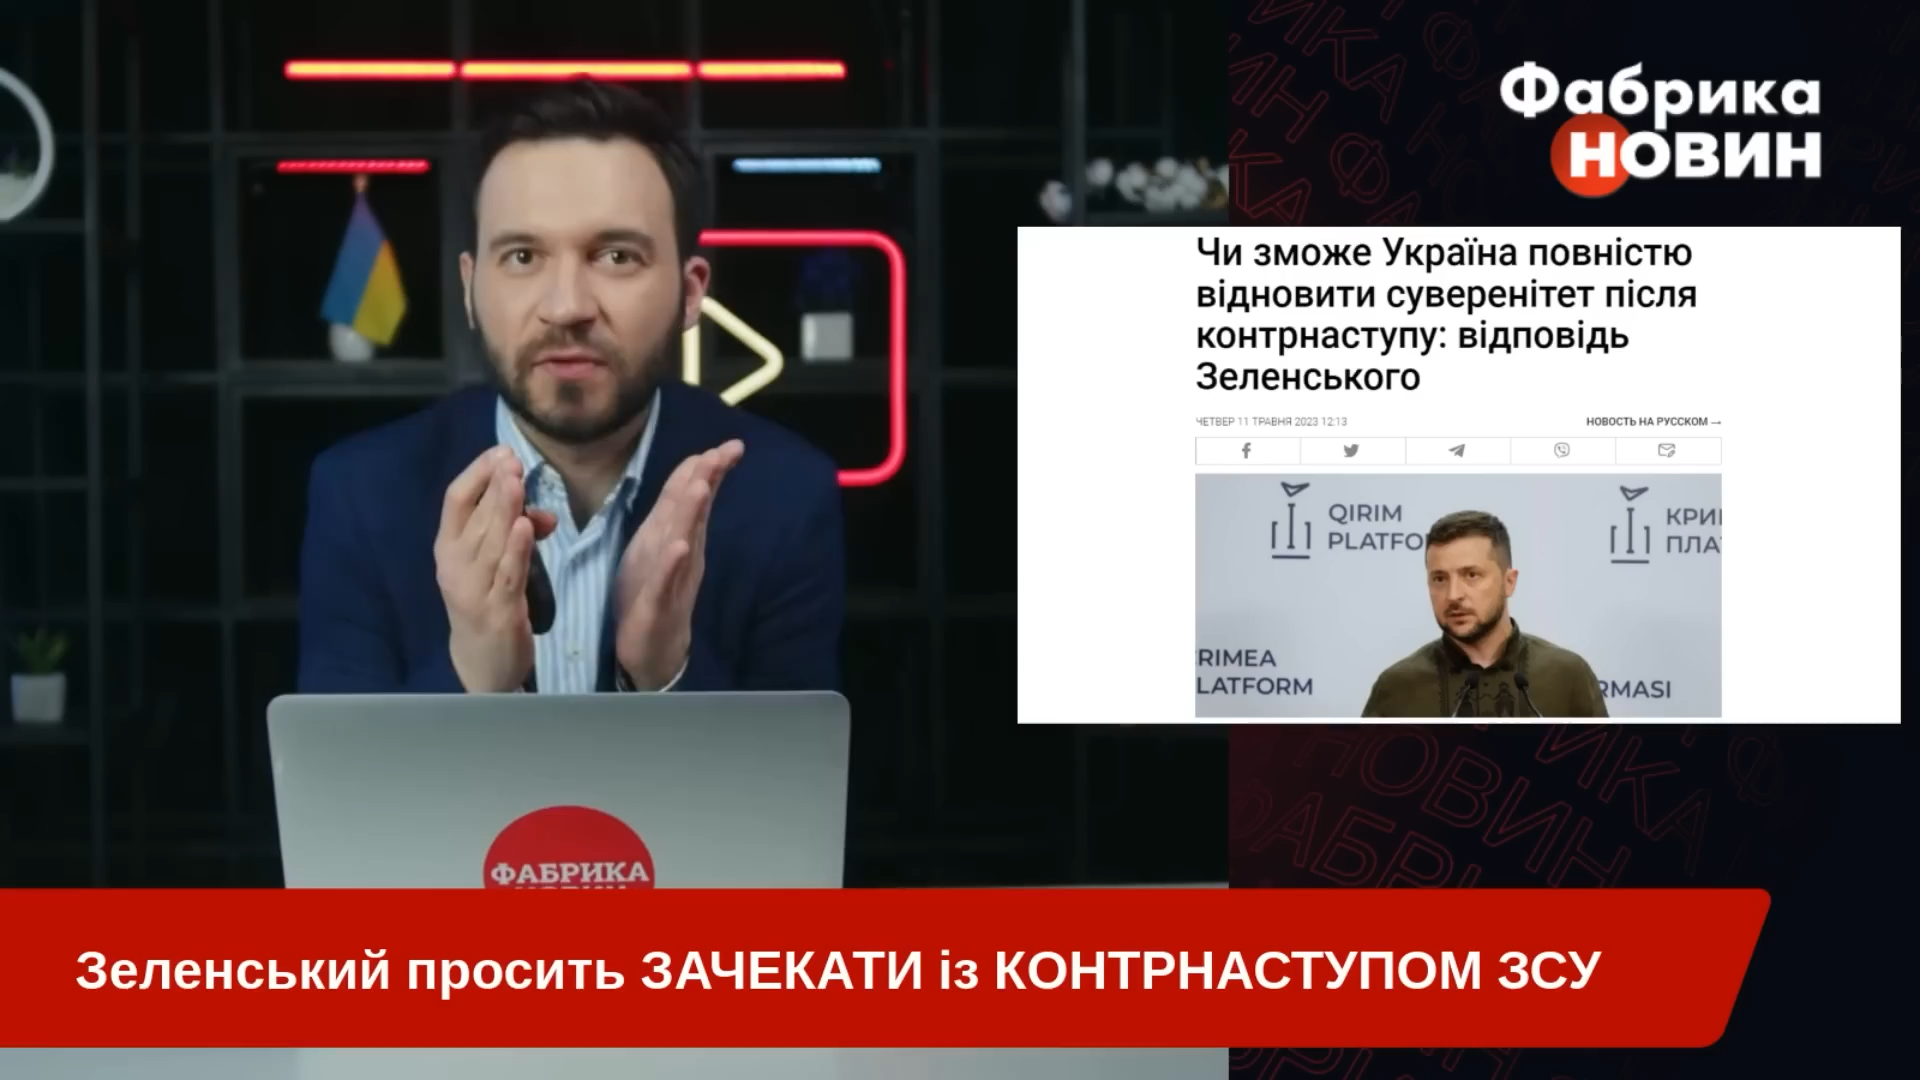 Фабрика
НОВИН
Чи зможе Україна повністю
відновити суверенітет після
контрнаступу: відповідь
Зеленського
ЧЕТВЕР 11 ТРАВНЯ 2023 12:13
НОВОСТЬ НА РУССКОМ →
QIRIM
PLATFO
КРИ
ПЛА
RIMEA
LATFORM
RMASI
ФАБРИКА
Зеленський просить ЗАЧЕКАТИ із КОНТРНАСТУПОМ ЗСУ